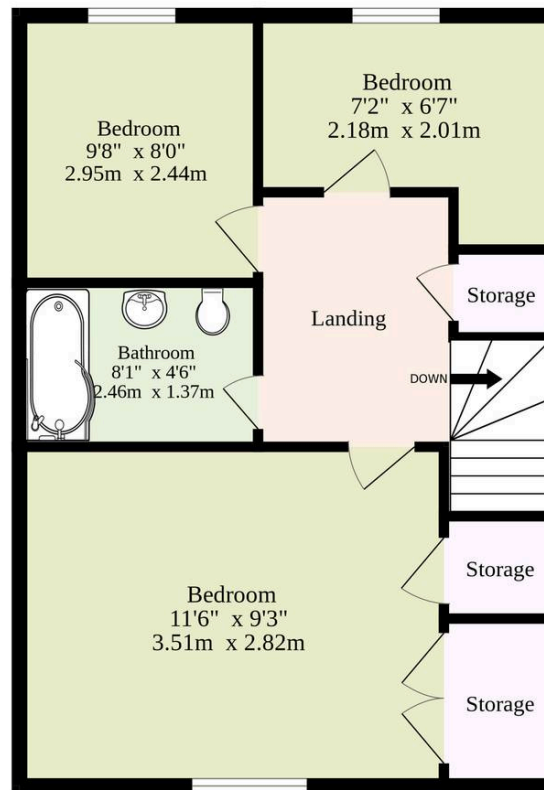 Bedroom
7'2" x 6'7"
2.18m x 2.01m
Bedroom
9'8" x 8'0"
2.95m x 2.44m
Storage
Landing
Bathroom
8'1" x 4'6"
2.46m x 1.37m
DOWN
Bedroom
11'6" x 9'3"
3.51m x 2.82m
Storage
Storage